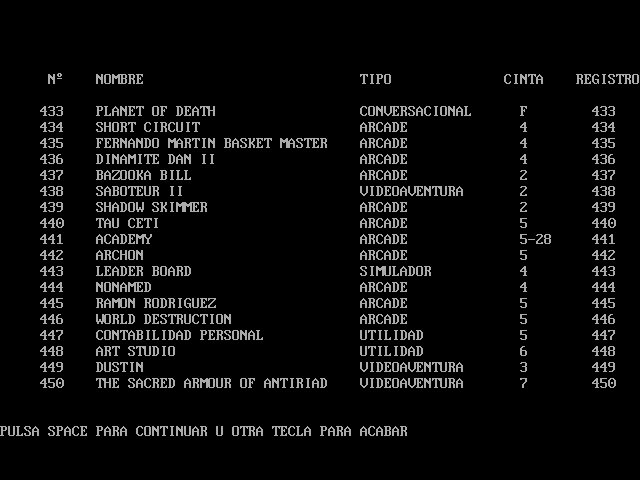 Nº NOMBRE TIPO CINTA REGISTRO
433 PLANET OF DEATH CONVERSACIONAL F 433
434 SHORT CIRCUIT ARCADE 4 434
435 FERNANDO MARTIN BASKET MASTER ARCADE 4 435
436 DINAMITE DAN II ARCADE 4 436
437 BAZOOKA BILL ARCADE 2 437
438 SABOTEUR II VIDEOAVENTURA 2 438
439 SHADOW SKIMMER ARCADE 2 439
440 TAU CETI ARCADE 5 440
441 ACADEMY ARCADE 5-28 441
442 ARCHON ARCADE 5 442
443 LEADER BOARD SIMULADOR 4 443
444 NONAMED ARCADE 4 444
445 RAMON RODRIGUEZ ARCADE 5 445
446 WORLD DESTRUCTION ARCADE 5 446
447 CONTABILIDAD PERSONAL UTILIDAD 5 447
448 ART STUDIO UTILIDAD 6 448
449 DUSTIN VIDEOAVENTURA 3 449
450 THE SACRED ARMOUR OF ANTIRIAD VIDEOAVENTURA 7 450
PULSA SPACE PARA CONTINUAR U OTRA TECLA PARA ACABAR